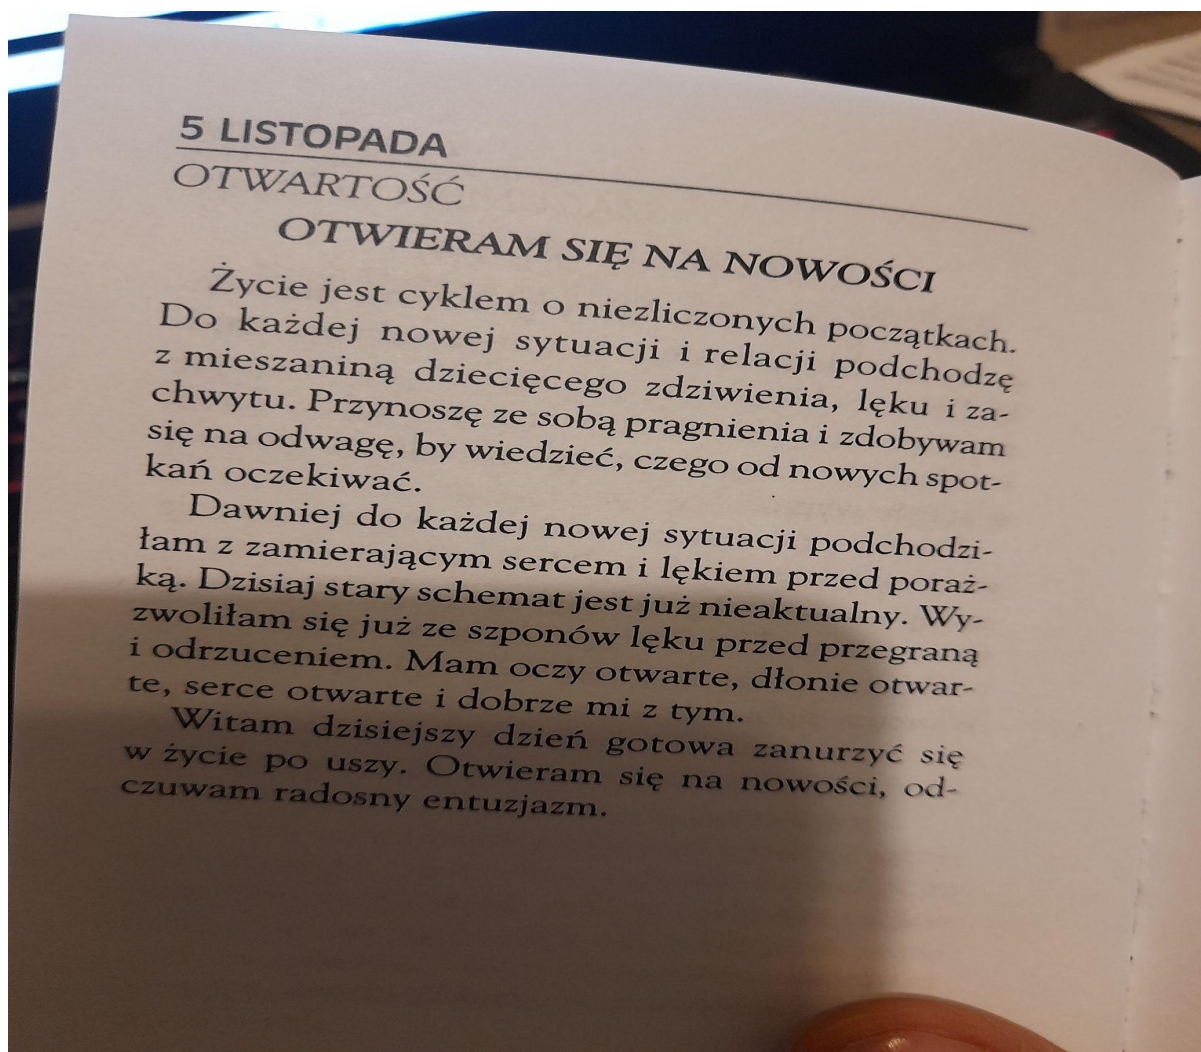 5 LISTOPADA
OTWARTOŚĆ
OTWIERAM SIĘ NA NOWOŚCI
Życie jest cyklem o niezliczonych początkach.
Do każdej nowej sytuacji i relacji podchodzę
z mieszaniną dziecięcego zdziwienia, lęku i za-
chwytu. Przynoszę ze sobą pragnienia i zdobywam
się na odwagę, by wiedzieć, czego od nowych spot-
kań oczekiwać.
Dawniej do każdej nowej sytuacji podchodzi-
łam z zamierającym sercem i lękiem przed poraż-
ką. Dzisiaj stary schemat jest już nieaktualny. Wy-
zwoliłam się już ze szponów lęku przed przegraną
i odrzuceniem. Mam oczy otwarte, dłonie otwar-
te, serce otwarte i dobrze mi z tym.
Witam dzisiejszy dzień gotowa zanurzyć się
w życie po uszy. Otwieram się na nowości, od-
czuwam radosny entuzjazm.